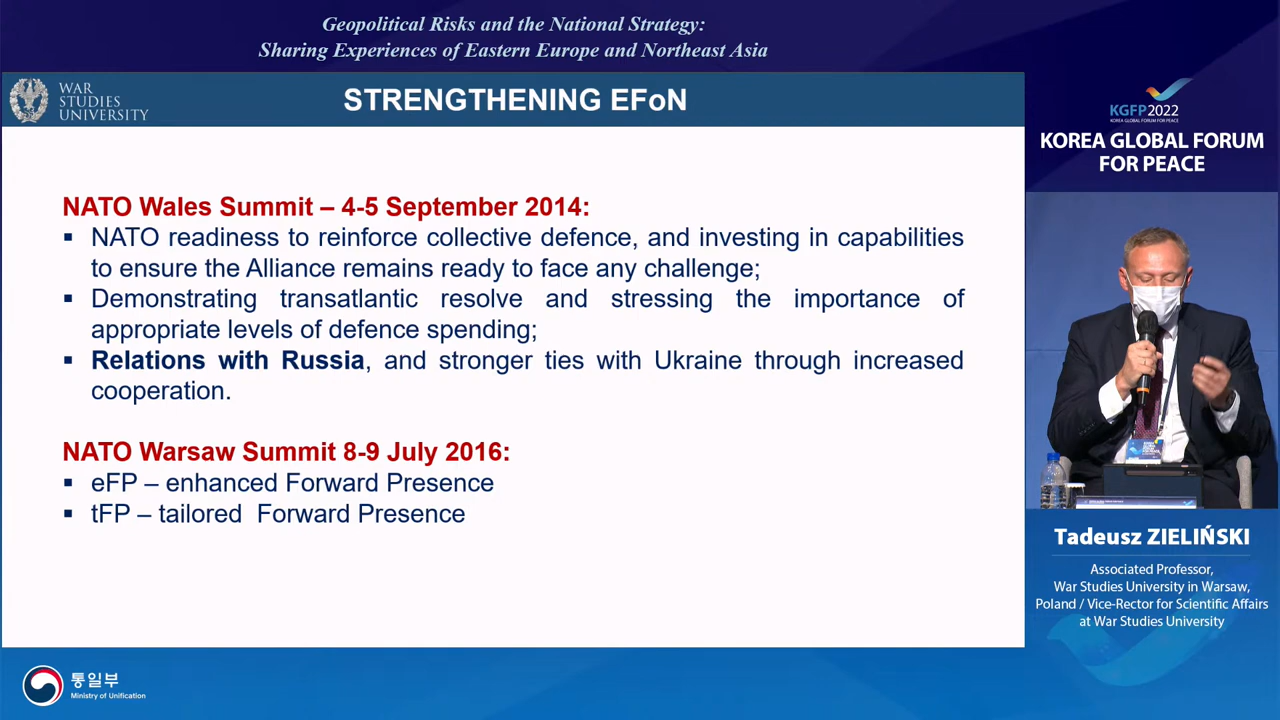 Geopolitical Risks and the National Strategy:
Sharing Experiences of Eastern Europe and Northeast Asia
WAR
STUDIES
UNIVERSITY
STRENGTHENING EFoN
NATO Wales Summit – 4-5 September 2014:
▪ NATO readiness to reinforce collective defence, and investing in capabilities
to ensure the Alliance remains ready to face any challenge;
▪ Demonstrating transatlantic resolve and stressing the importance of
appropriate levels of defence spending;
▪ Relations with Russia, and stronger ties with Ukraine through increased
cooperation.
NATO Warsaw Summit 8-9 July 2016:
▪ eFP – enhanced Forward Presence
▪ tFP – tailored Forward Presence
KGFP2022
KOREA GLOBAL FORUM FOR PEACE
KOREA GLOBAL FORUM
FOR PEACE
Tadeusz ZIELIŃSKI
Associated Professor,
War Studies University in Warsaw,
Poland / Vice-Rector for Scientific Affairs
at War Studies University
통일부
Ministry of Unification